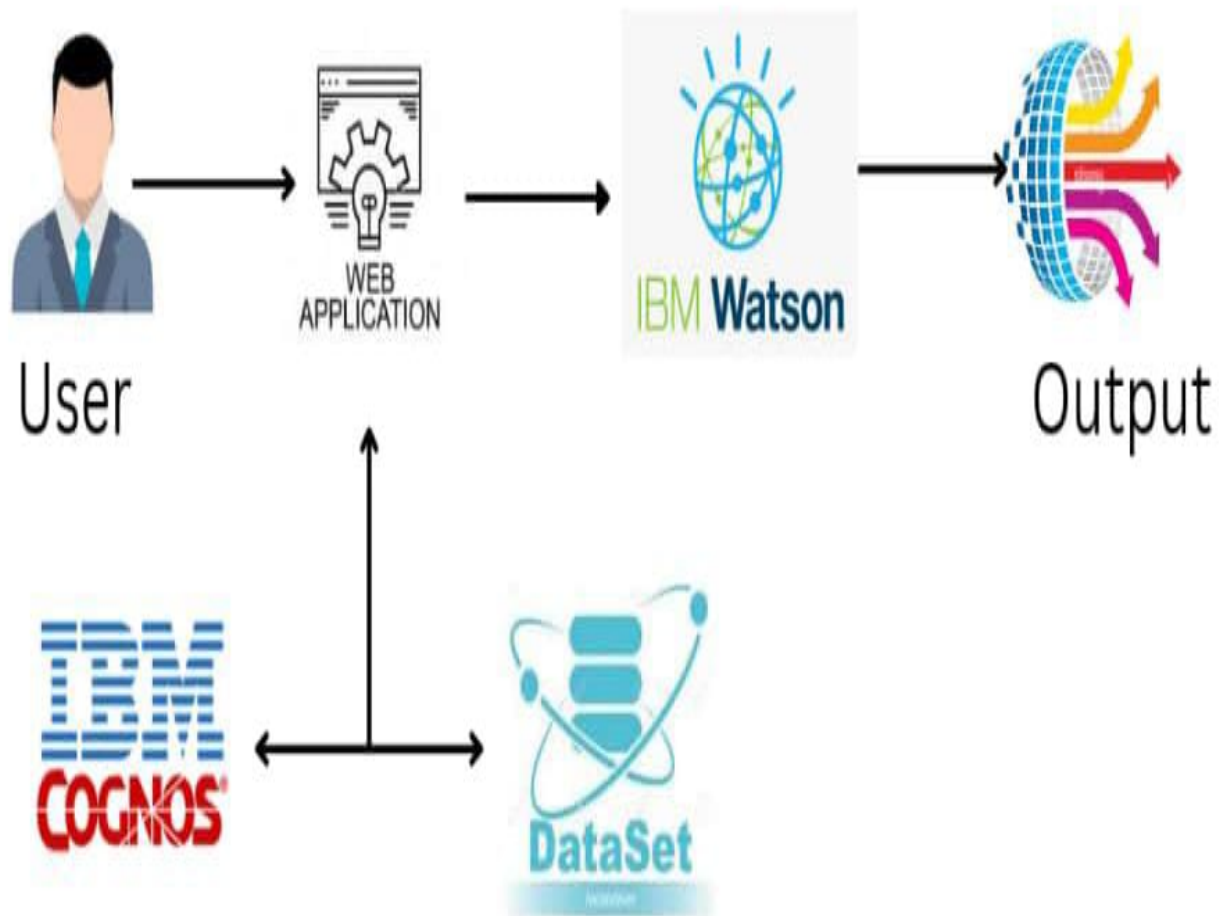 WEB
APPLICATION
IBM Watson
User
Output
IBM
COGNOS®
DataSet